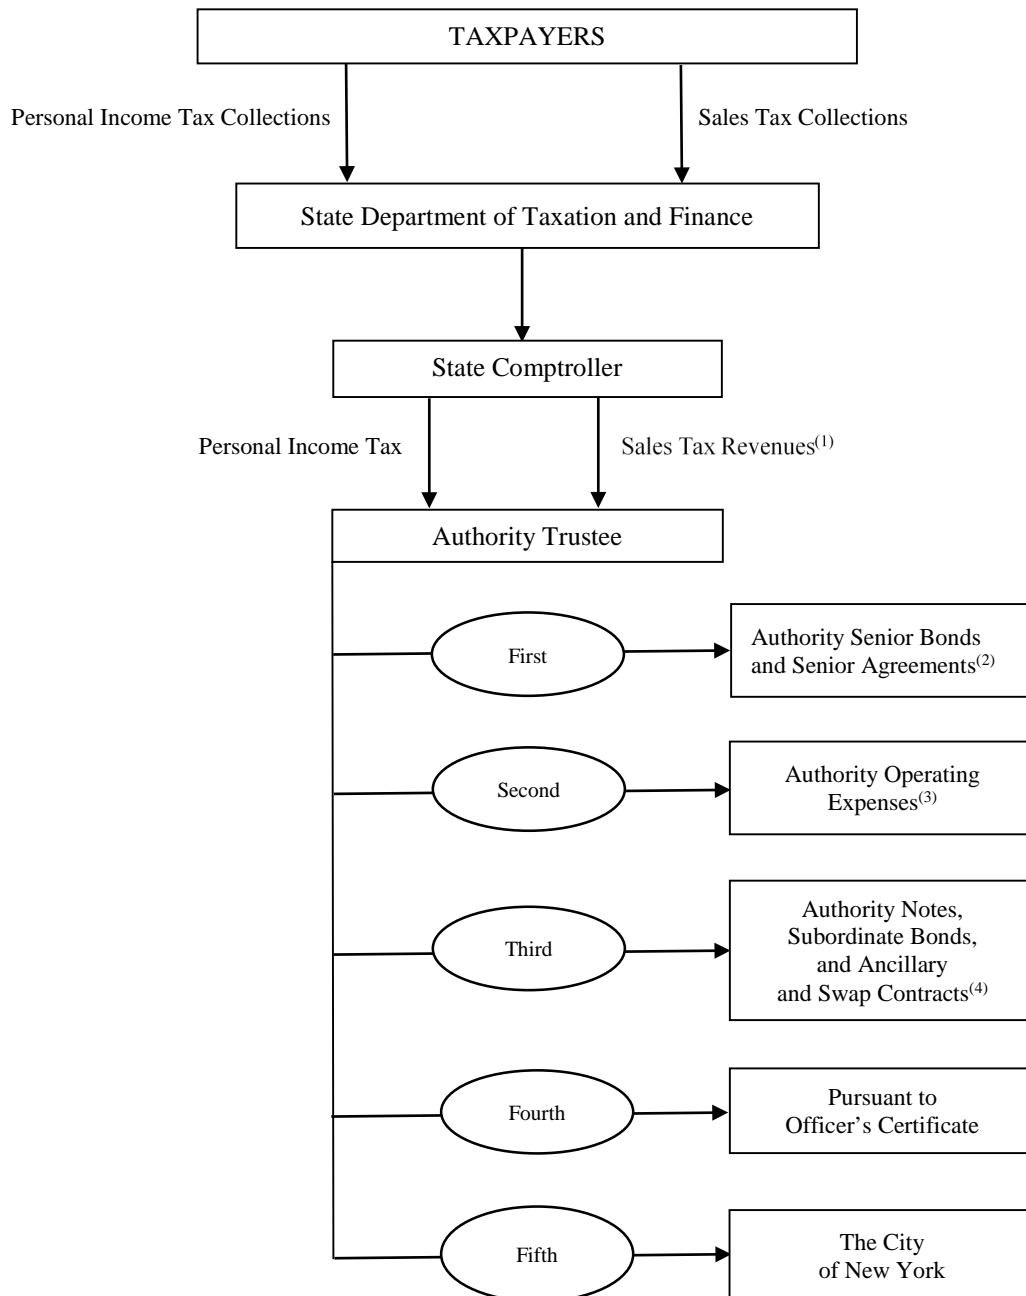 TAXPAYERS
Personal Income Tax Collections
Sales Tax Collections
State Department of Taxation and Finance
State Comptroller
Personal Income Tax
Sales Tax Revenues(1)
Authority Trustee
First
Authority Senior Bonds
and Senior Agreements(2)
Second
Authority Operating
Expenses(3)
Third
Authority Notes,
Subordinate Bonds,
and Ancillary
and Swap Contracts(4)
Fourth
Pursuant to
Officer’s Certificate
Fifth
The City
of New York